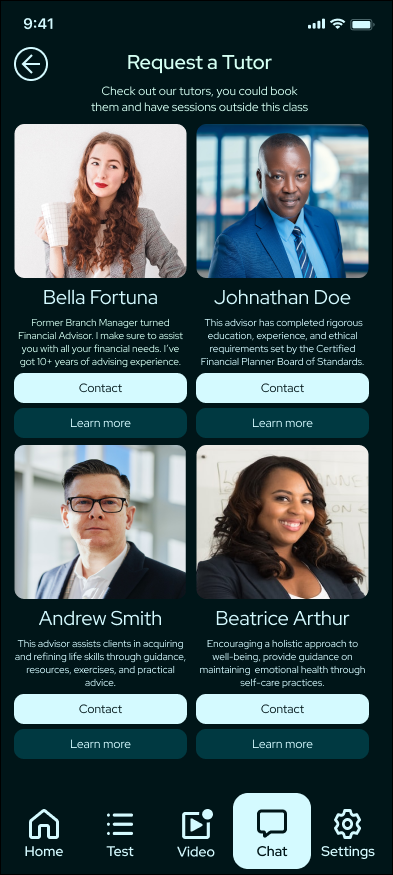 9:41
Request a Tutor
Check out our tutors, you could book
them and have sessions outside this class
Bella Fortuna
Former Branch Manager turned
Financial Advisor. I make sure to assist
you with all your financial needs. I've
got 10+ years of advising experience.
Contact
Learn more
Johnathan Doe
This advisor has completed rigorous
education, experience, and ethical
requirements set by the Certified
Financial Planner Board of Standards.
Contact
Learn more
Andrew Smith
This advisor assists clients in acquiring
and refining life skills through guidance,
resources, exercises, and practical
advice.
Contact
Learn more
Beatrice Arthur
Encouraging a holistic approach to
well-being, provide guidance on
maintaining emotional health through
self-care practices.
Contact
Learn more
Home
Test
Video
Chat
Settings